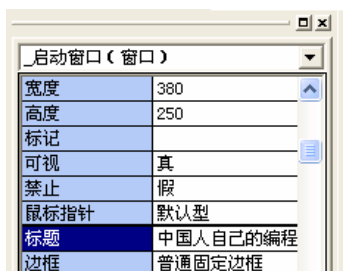 _启动窗口（窗口）
宽度 380
高度 250
标记
可视 真
禁止 假
鼠标指针 默认型
标题 中国人自己的编程
边框 普通固定边框